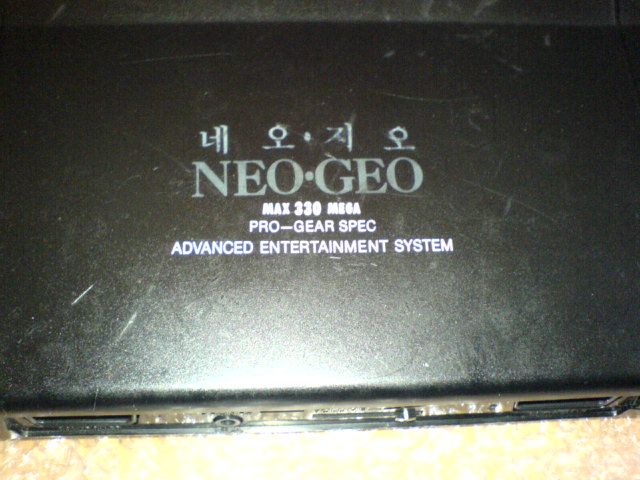 네 오·지 오
NEO·GEO
MAX 330 MEGA
PRO-GEAR SPEC
ADVANCED ENTERTAINMENT SYSTEM